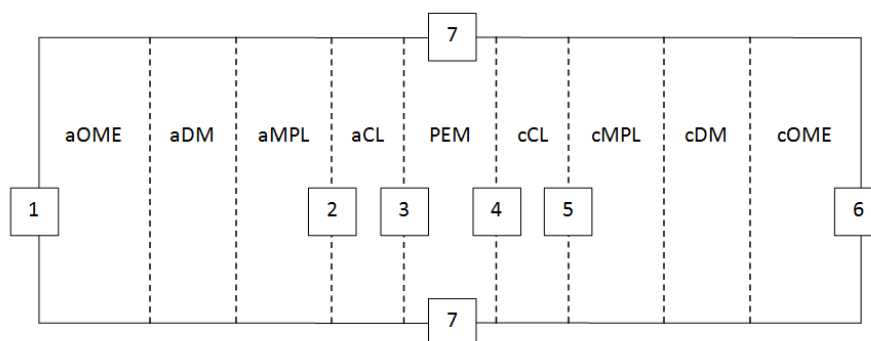 7
aOME aDM aMPL aCL PEM cCL cMPL cDM cOME
1 2 3 4 5 6
7